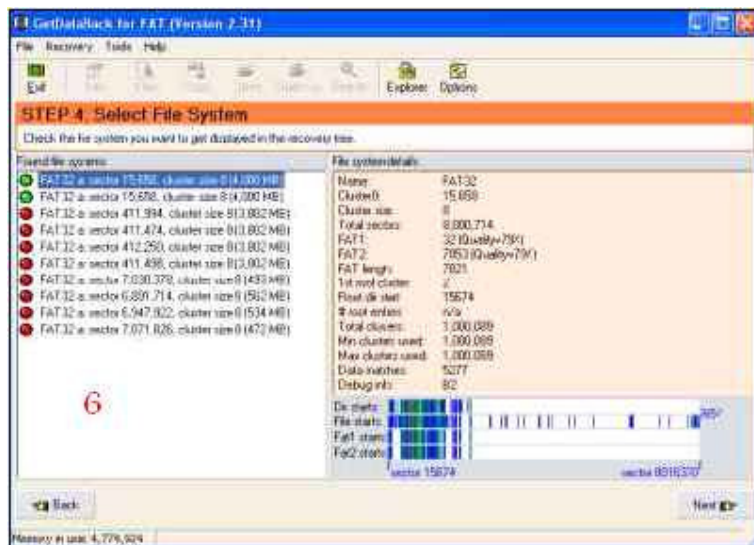 GetDataBack for FAT (Version 2.31)
File Recovery Tools Help
Exit Explorer Options
STEP 4: Select File System
Check the file system you want to get displayed in the recovery tree.
Found file systems
FAT32 at sector 15,658, cluster size 8 (4,000 MB)
FAT32 at sector 15,658, cluster size 8 (4,000 MB)
FAT32 at sector 411,994, cluster size 8 (3,802 MB)
FAT32 at sector 411,474, cluster size 8 (3,802 MB)
FAT32 at sector 412,250, cluster size 8 (3,802 MB)
FAT32 at sector 411,498, cluster size 8 (3,802 MB)
FAT32 at sector 7,030,378, cluster size 8 (493 MB)
FAT32 at sector 6,891,714, cluster size 8 (562 MB)
FAT32 at sector 6,947,922, cluster size 8 (534 MB)
FAT32 at sector 7,071,826, cluster size 8 (472 MB)
6
File system details
Name: FAT32
Cluster0: 15,658
Cluster size: 8
Total sectors: 8,000,714
FAT1: 32 (Quality=79%)
FAT2: 7853 (Quality=79%)
FAT length: 7821
1st root cluster: 2
Root dir start: 15674
# root entries: n/a
Total clusters: 1,000,089
Min clusters used: 1,000,089
Max clusters used: 1,000,089
Data matches: 5277
Debug info: B2
Dir starts:
File starts:
Fat1 starts:
Fat2 starts:
sector 15674 sector 8016370
Back Next
Memory in use: 4,774,924